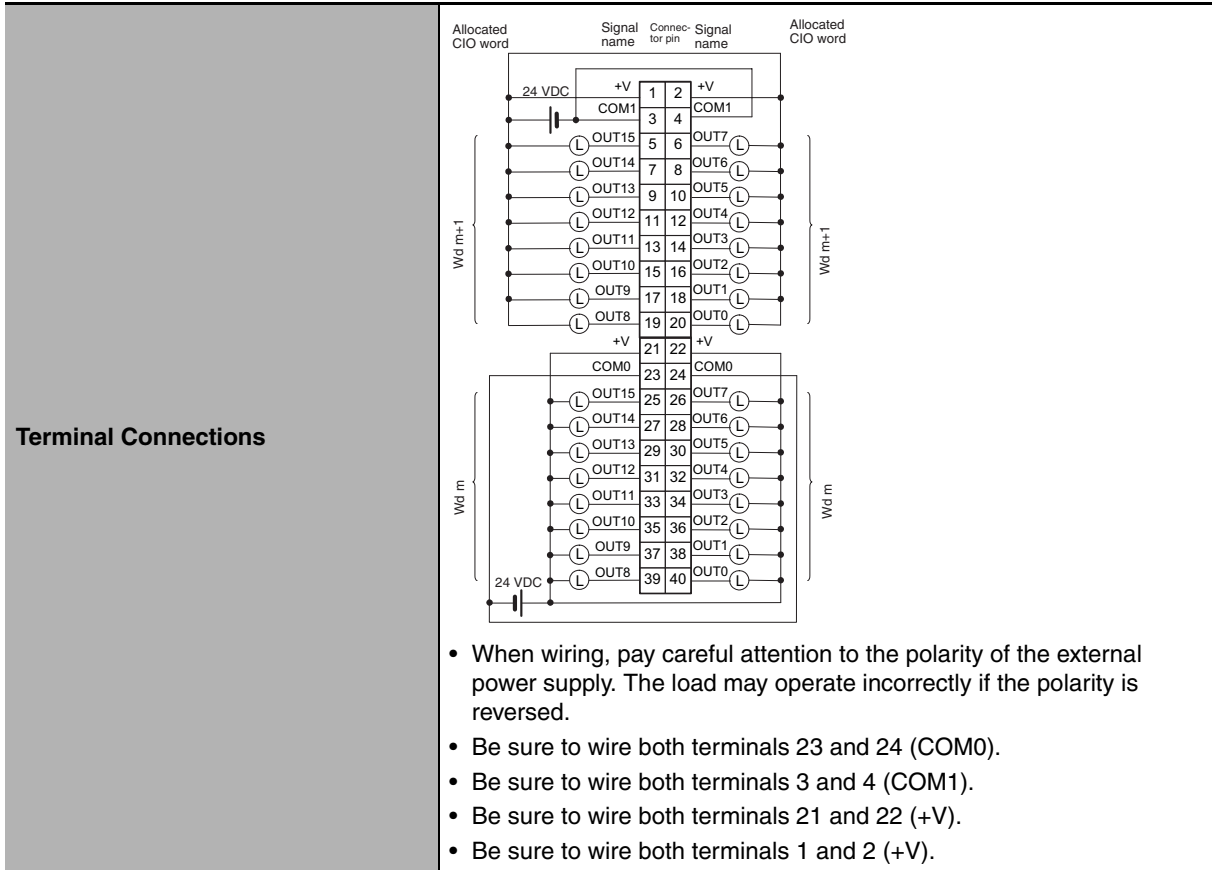 Terminal Connections
Allocated CIO word
Signal name
Connec-tor pin
Signal name
Allocated CIO word
24 VDC
+V 1 2 +V
COM1 3 4 COM1
OUT15 5 6 OUT7
OUT14 7 8 OUT6
OUT13 9 10 OUT5
OUT12 11 12 OUT4
OUT11 13 14 OUT3
OUT10 15 16 OUT2
OUT9 17 18 OUT1
OUT8 19 20 OUT0
Wd m+1
Wd m+1
L L L L L L L L
L L L L L L L L
+V 21 22 +V
COM0 23 24 COM0
OUT15 25 26 OUT7
OUT14 27 28 OUT6
OUT13 29 30 OUT5
OUT12 31 32 OUT4
OUT11 33 34 OUT3
OUT10 35 36 OUT2
OUT9 37 38 OUT1
OUT8 39 40 OUT0
Wd m
Wd m
L L L L L L L L
L L L L L L L L
24 VDC
• When wiring, pay careful attention to the polarity of the external
power supply. The load may operate incorrectly if the polarity is
reversed.
• Be sure to wire both terminals 23 and 24 (COM0).
• Be sure to wire both terminals 3 and 4 (COM1).
• Be sure to wire both terminals 21 and 22 (+V).
• Be sure to wire both terminals 1 and 2 (+V).